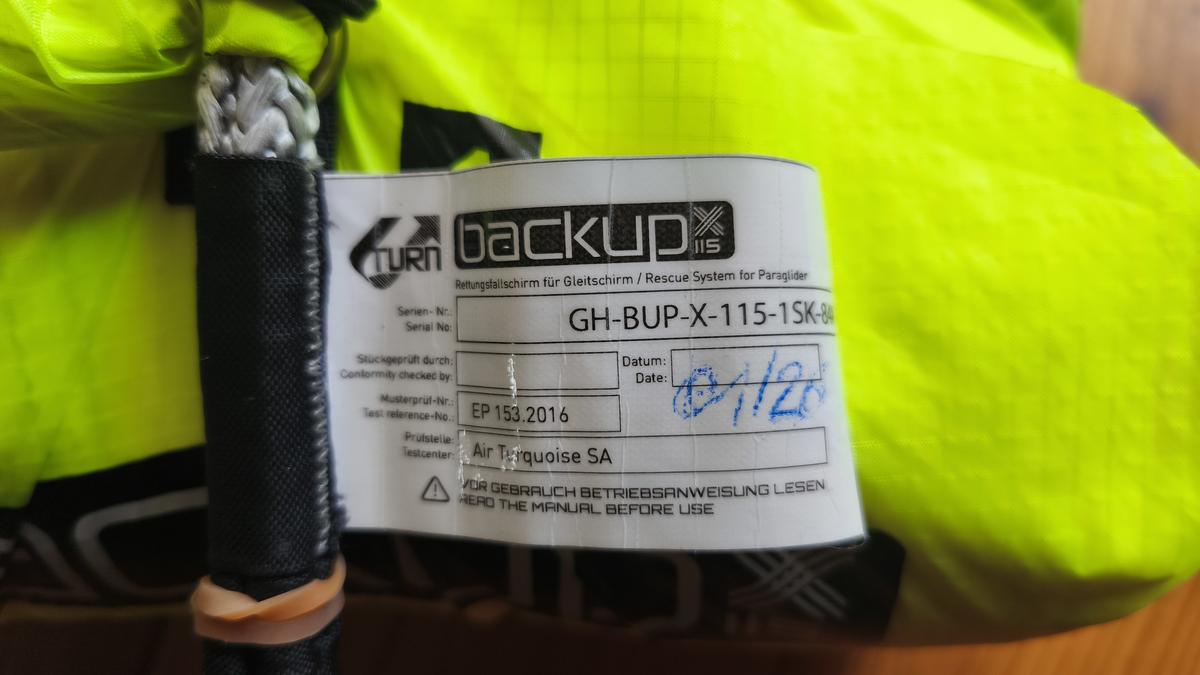 TURN backup X 115
Rettungsfallschirm für Gleitschirm / Rescue System for Paraglider
Serien-Nr.:
Serial No:
GH-BUP-X-115-1SK-84
Stückgeprüft durch:
Conformity checked by:
Datum:
Date:
Musterprüf-Nr.:
Test reference-No.:
EP 153.2016
Prüfstelle:
Testcenter:
Air Turquoise SA
VOR GEBRAUCH BETRIEBSANWEISUNG LESEN
READ THE MANUAL BEFORE USE